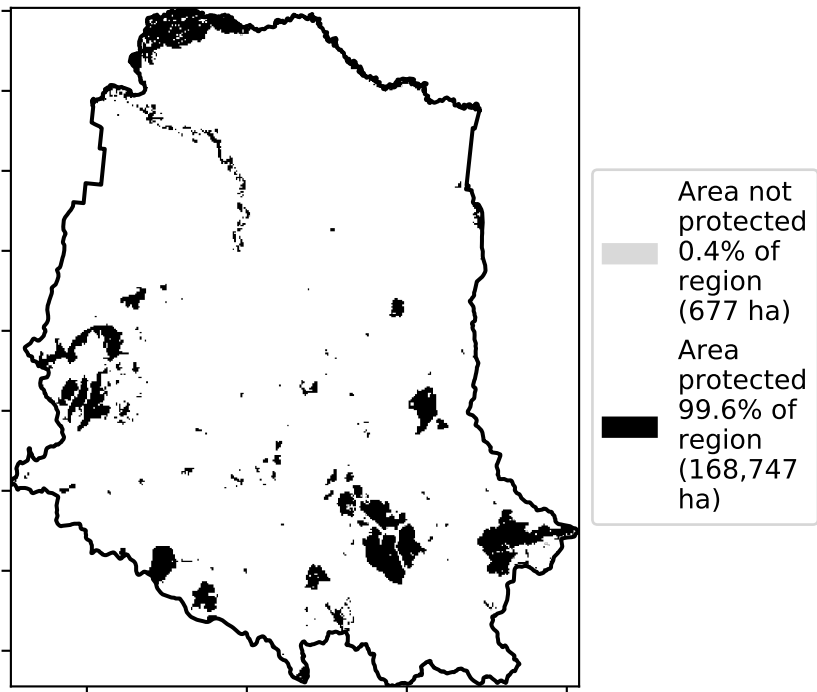 Area not
protected
0.4% of
region
(677 ha)
Area
protected
99.6% of
region
(168,747
ha)